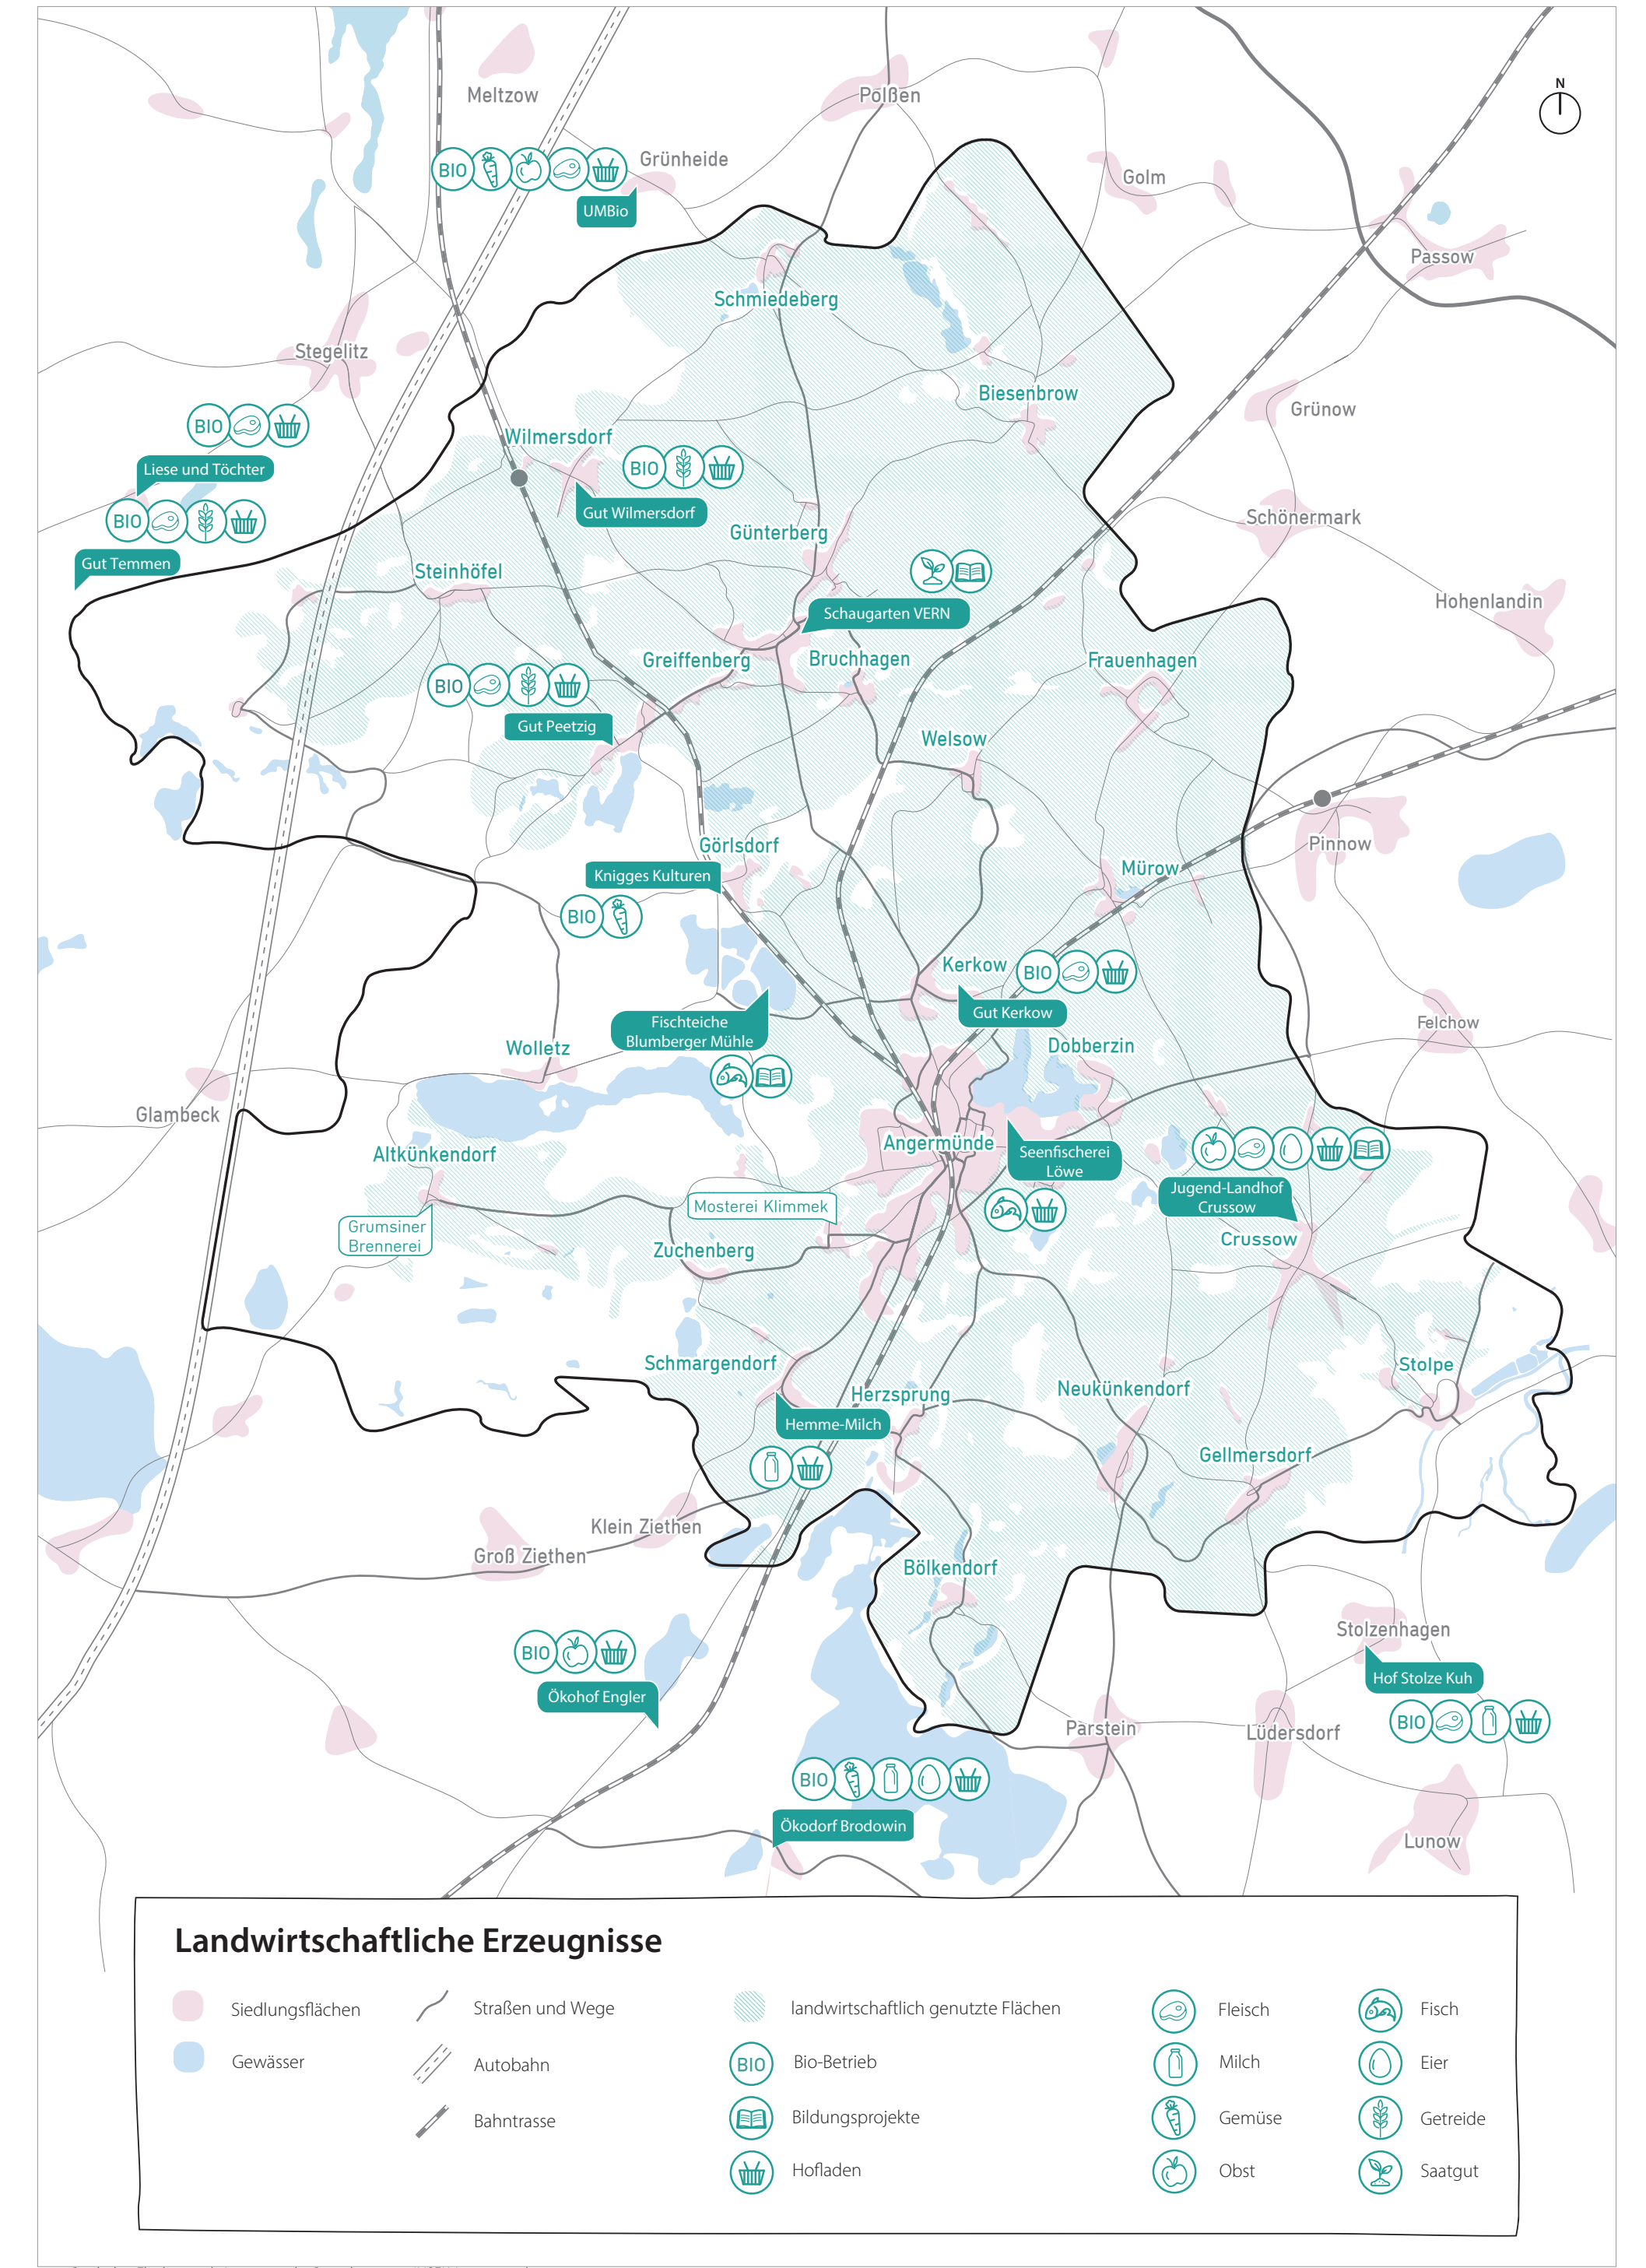 N
Meltzow
Polßen
Grünheide
BIO
UMBio
Golm
Passow
Schmiedeberg
Stegelitz
Biesenbrow
Grünow
BIO
Wilmersdorf
Liese und Töchter
BIO
Gut Wilmersdorf
BIO
Schönermark
Günterberg
Gut Temmen
Steinhöfel
Hohenlandin
Schaugarten VERN
Greiffenberg
Bruchhagen
Frauenhagen
BIO
Gut Peetzig
Welsow
Görlsdorf
Pinnow
Mürow
Knigges Kulturen
BIO
Kerkow
BIO
Gut Kerkow
Fischteiche
Blumberger Mühle
Felchow
Wolletz
Dobberzin
Glambeck
Angermünde
Altkünkendorf
Seenfischerei
Löwe
Jugend-Landhof
Crussow
Mosterei Klimmek
Grumsiner
Brennerei
Zuchenberg
Crussow
Schmargendorf
Stolpe
Herzsprung
Neukünkendorf
Hemme-Milch
Gellmersdorf
Klein Ziethen
Groß Ziethen
Bölkendorf
Stolzenhagen
BIO
Ökohof Engler
Hof Stolze Kuh
BIO
Parstein
Lüdersdorf
BIO
Ökodorf Brodowin
Lunow
Landwirtschaftliche Erzeugnisse
Siedlungsflächen
Gewässer
Straßen und Wege
Autobahn
Bahntrasse
landwirtschaftlich genutzte Flächen
BIO Bio-Betrieb
Bildungsprojekte
Hofladen
Fleisch
Milch
Gemüse
Obst
Fisch
Eier
Getreide
Saatgut